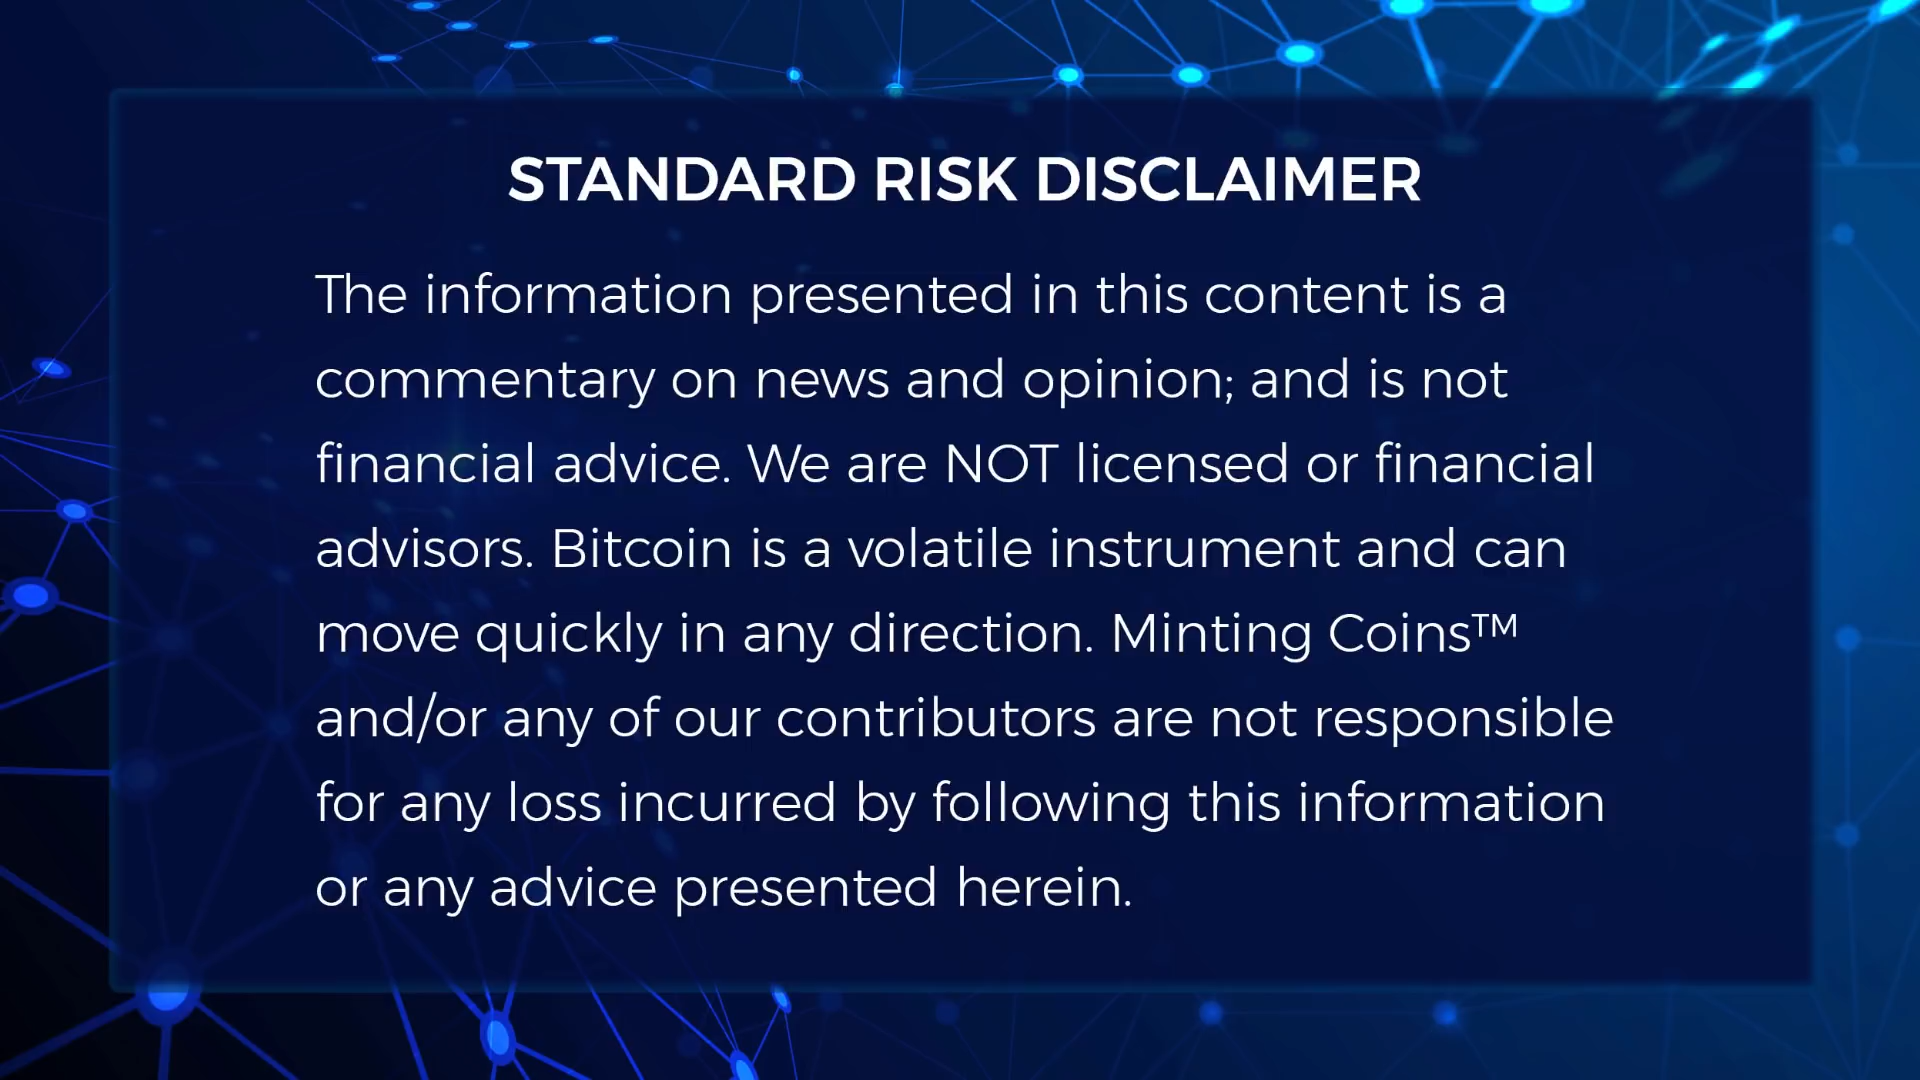 STANDARD RISK DISCLAIMER
The information presented in this content is a
commentary on news and opinion; and is not
financial advice. We are NOT licensed or financial
advisors. Bitcoin is a volatile instrument and can
move quickly in any direction. Minting Coins™
and/or any of our contributors are not responsible
for any loss incurred by following this information
or any advice presented herein.